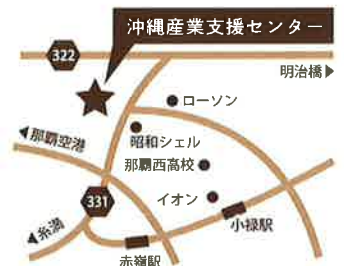 沖縄産業支援センター
322
明治橋▶
ローソン
昭和シェル
◀那覇空港
那覇西高校
イオン
331
◀糸満
小禄駅
赤嶺駅